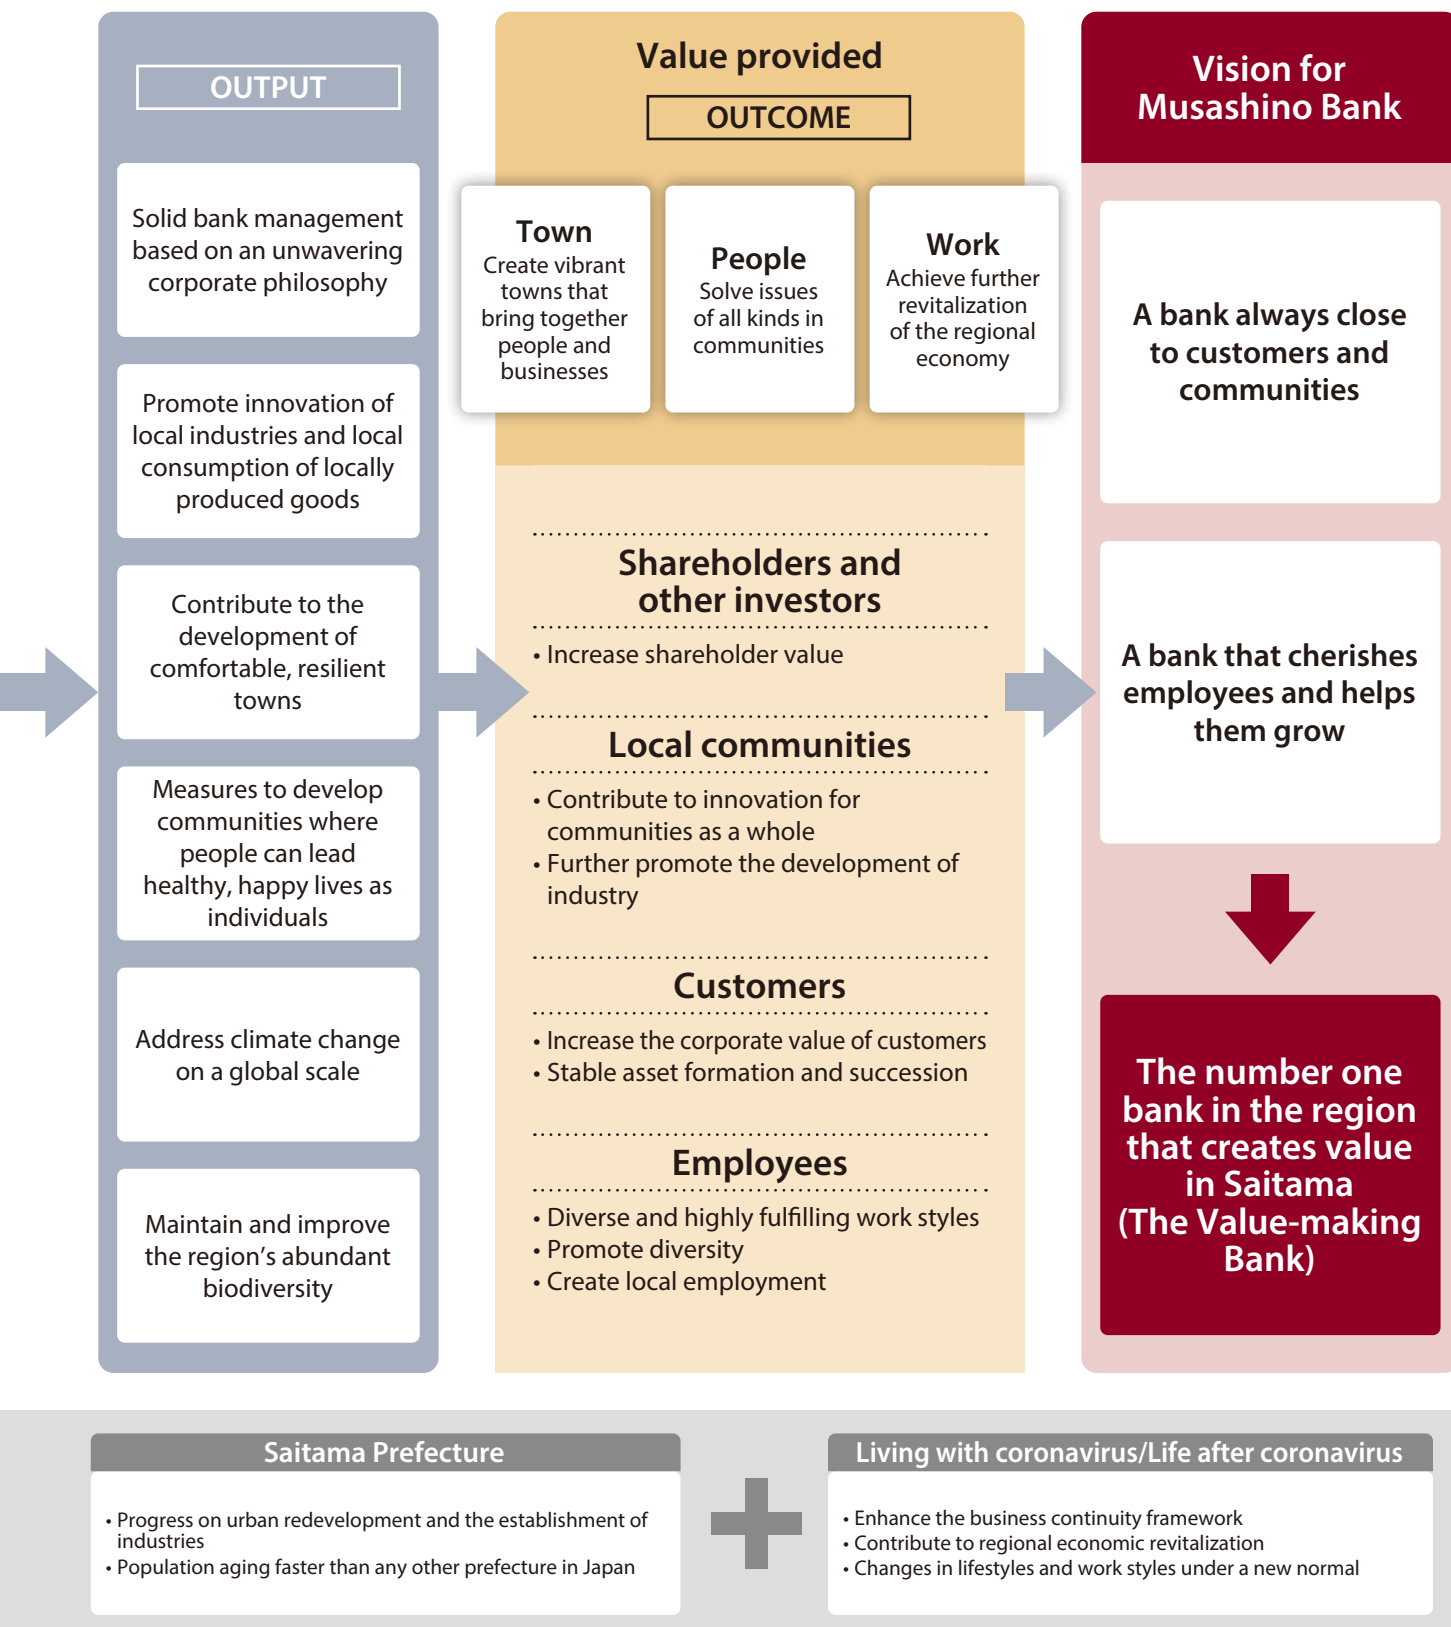 OUTPUT
Solid bank management
based on an unwavering
corporate philosophy
Promote innovation of
local industries and local
consumption of locally
produced goods
Contribute to the
development of
comfortable, resilient
towns
Measures to develop
communities where
people can lead
healthy, happy lives as
individuals
Address climate change
on a global scale
Maintain and improve
the region’s abundant
biodiversity
Value provided
OUTCOME
Town
Create vibrant
towns that
bring together
people and
businesses
People
Solve issues
of all kinds in
communities
Work
Achieve further
revitalization
of the regional
economy
Shareholders and
other investors
• Increase shareholder value
Local communities
• Contribute to innovation for
communities as a whole
• Further promote the development of
industry
Customers
• Increase the corporate value of customers
• Stable asset formation and succession
Employees
• Diverse and highly fulfilling work styles
• Promote diversity
• Create local employment
Vision for
Musashino Bank
A bank always close
to customers and
communities
A bank that cherishes
employees and helps
them grow
The number one
bank in the region
that creates value
in Saitama
(The Value-making
Bank)
Saitama Prefecture
• Progress on urban redevelopment and the establishment of
industries
• Population aging faster than any other prefecture in Japan
Living with coronavirus/Life after coronavirus
• Enhance the business continuity framework
• Contribute to regional economic revitalization
• Changes in lifestyles and work styles under a new normal